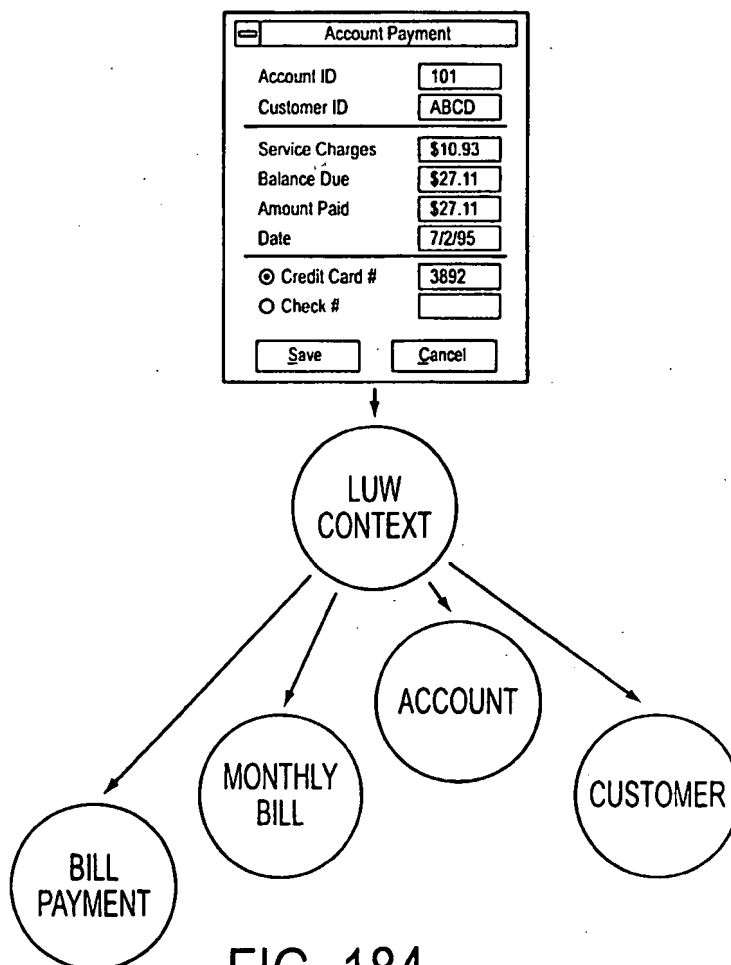 Account Payment
Account ID 101
Customer ID ABCD
Service Charges $10.93
Balance Due $27.11
Amount Paid $27.11
Date 7/2/95
Credit Card # 3892
Check #
Save Cancel
LUW
CONTEXT
ACCOUNT
MONTHLY
BILL
CUSTOMER
BILL
PAYMENT
FIG. 184